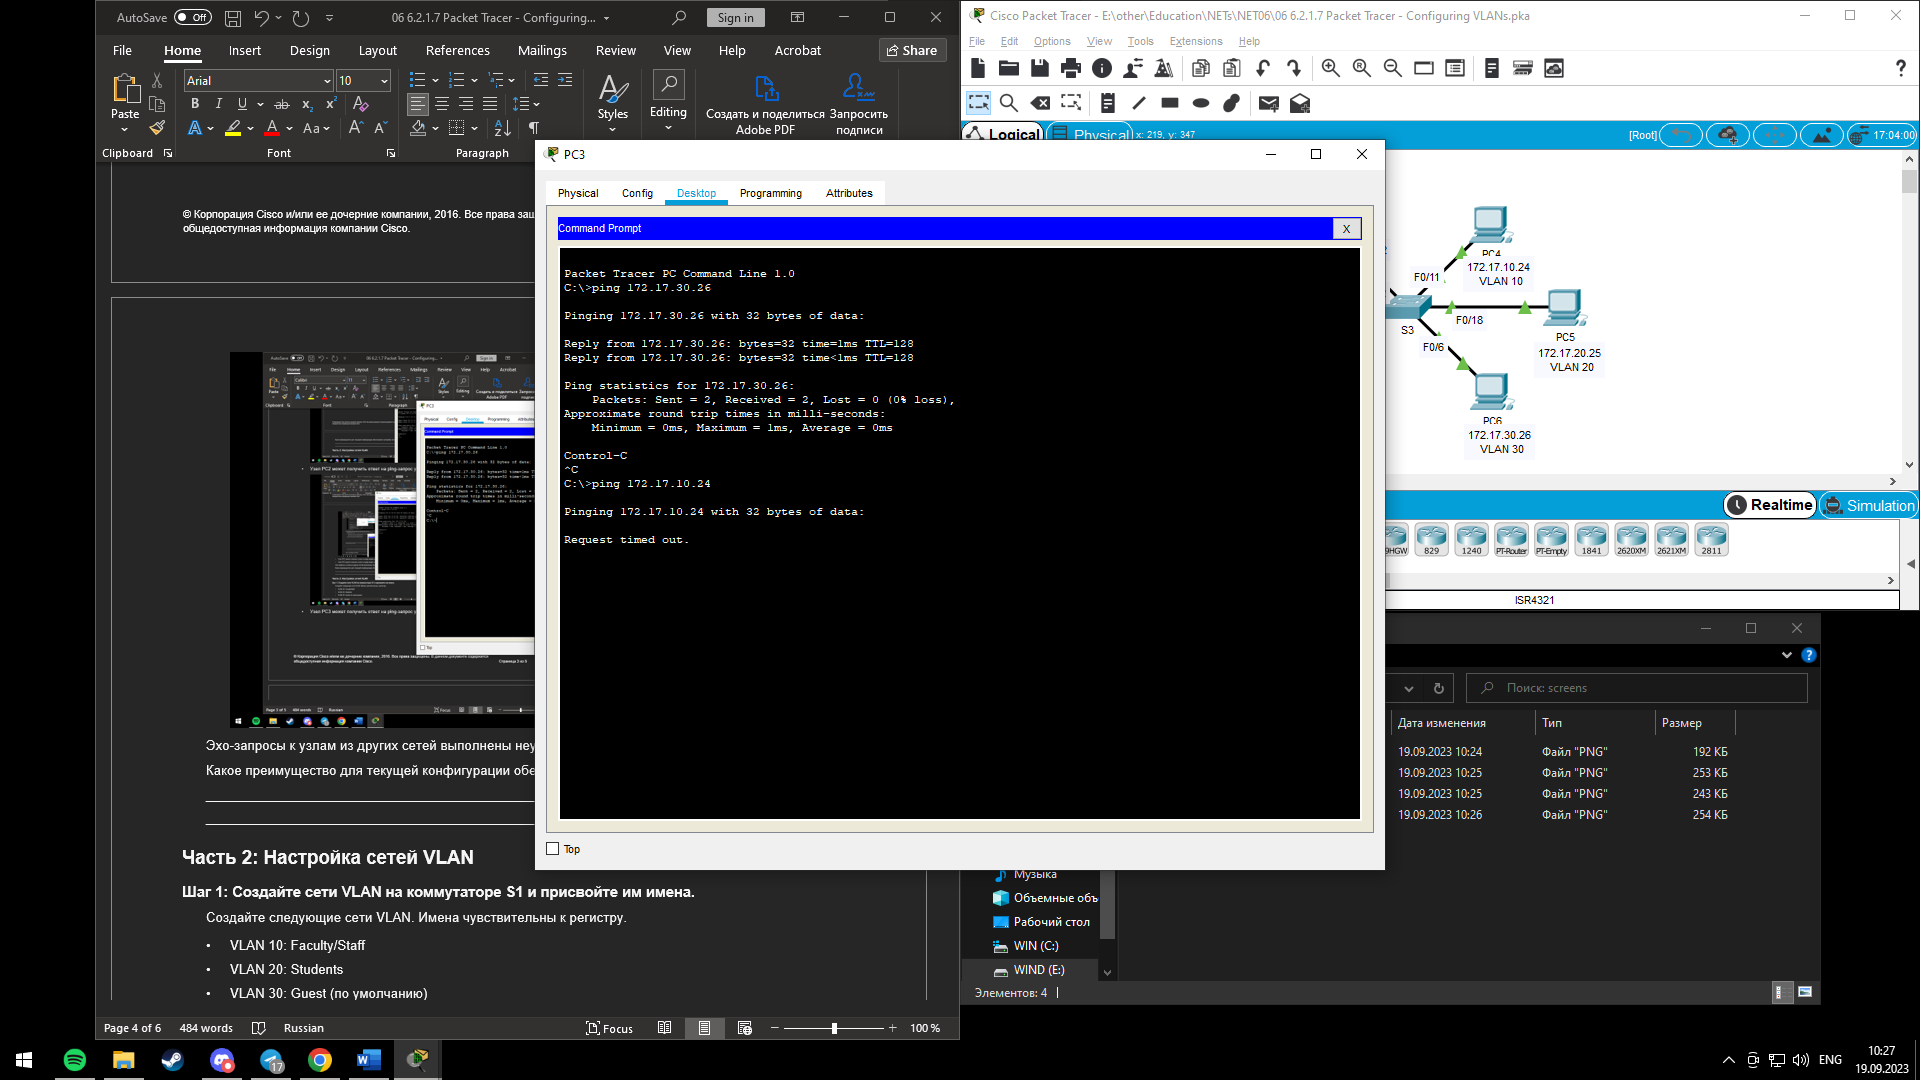 AutoSave Off 06 6.2.1.7 Packet Tracer - Configuring... Sign in
File Home Insert Design Layout References Mailings Review View Help Acrobat Share
Arial 10
Paste Styles Editing Создать и поделиться Adobe PDF Запросить подписи
Clipboard Font Paragraph
© Корпорация Cisco и/или ее дочерние компании, 2016. Все права
общедоступная информация компании Cisco.
Эхо-запросы к узлам из других сетей выполнены
Какое преимущество для текущей конфигурации
Часть 2: Настройка сетей VLAN
Шаг 1: Создайте сети VLAN на коммутаторе S1 и присвойте им имена.
Создайте следующие сети VLAN. Имена чувствительны к регистру.
• VLAN 10: Faculty/Staff
• VLAN 20: Students
• VLAN 30: Guest (по умолчанию)
Page 4 of 6 484 words Russian Focus 100 %
Cisco Packet Tracer - E:\other\Education\NETs\NET06\06 6.2.1.7 Packet Tracer - Configuring VLANs.pka
File Edit Options View Tools Extensions Help
Logical Physical x: 219, y: 347 [Root] 17:04:00
PC4
172.17.10.24
VLAN 10
F0/11
F0/18
S3
F0/6
PC5
172.17.20.25
VLAN 20
PC6
172.17.30.26
VLAN 30
Realtime Simulation
829 1240 PT-Router PT-Empty 1841 2620XM 2621XM 2811
ISR4321
PC3
Physical Config Desktop Programming Attributes
Command Prompt X
Packet Tracer PC Command Line 1.0
C:\>ping 172.17.30.26
Pinging 172.17.30.26 with 32 bytes of data:
Reply from 172.17.30.26: bytes=32 time=1ms TTL=128
Reply from 172.17.30.26: bytes=32 time<1ms TTL=128
Ping statistics for 172.17.30.26:
Packets: Sent = 2, Received = 2, Lost = 0 (0% loss),
Approximate round trip times in milli-seconds:
Minimum = 0ms, Maximum = 1ms, Average = 0ms
Control-C
^C
C:\>ping 172.17.10.24
Pinging 172.17.10.24 with 32 bytes of data:
Request timed out.
Top
Поиск: screens
Дата изменения Тип Размер
19.09.2023 10:24 Файл "PNG" 192 КБ
19.09.2023 10:25 Файл "PNG" 253 КБ
19.09.2023 10:25 Файл "PNG" 243 КБ
19.09.2023 10:26 Файл "PNG" 254 КБ
Музыка
Объемные объ
Рабочий стол
WIN (C:)
WIND (E:)
Элементов: 4
17
ENG 10:27
19.09.2023